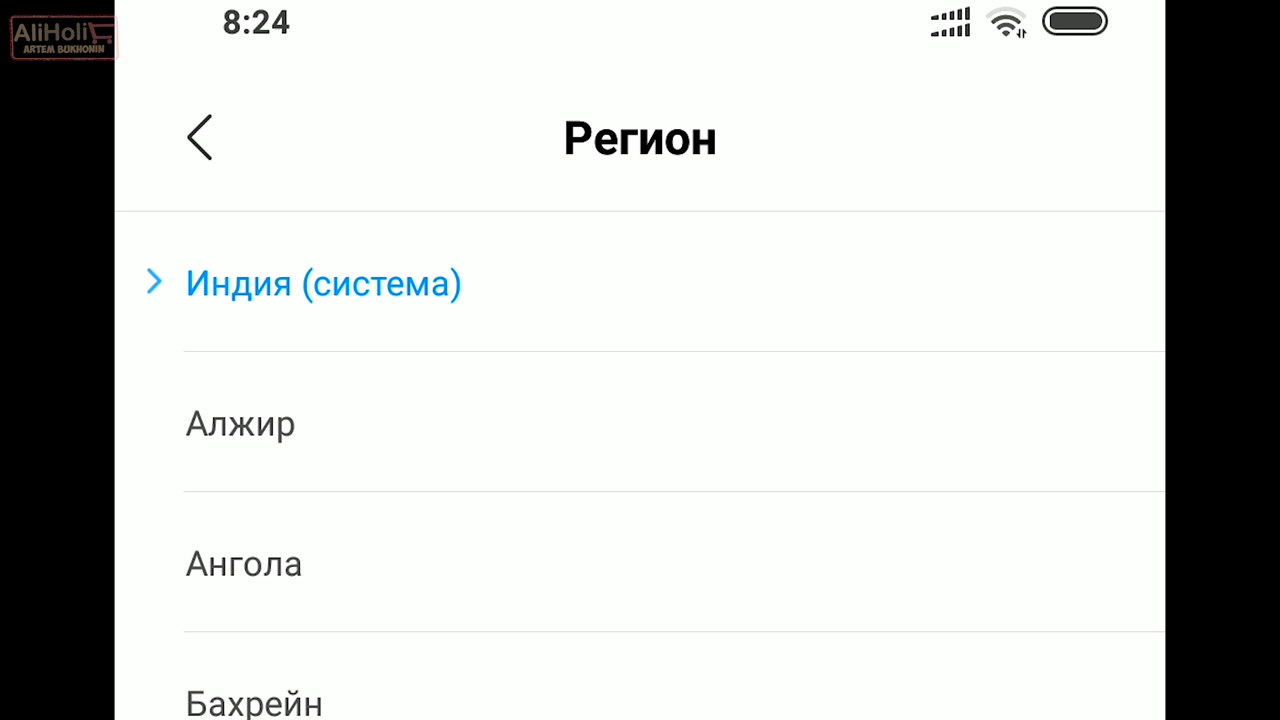 AliHoli
ARTEM BUKHONIN
8:24
Регион
Индия (система)
Алжир
Ангола
Бахрейн